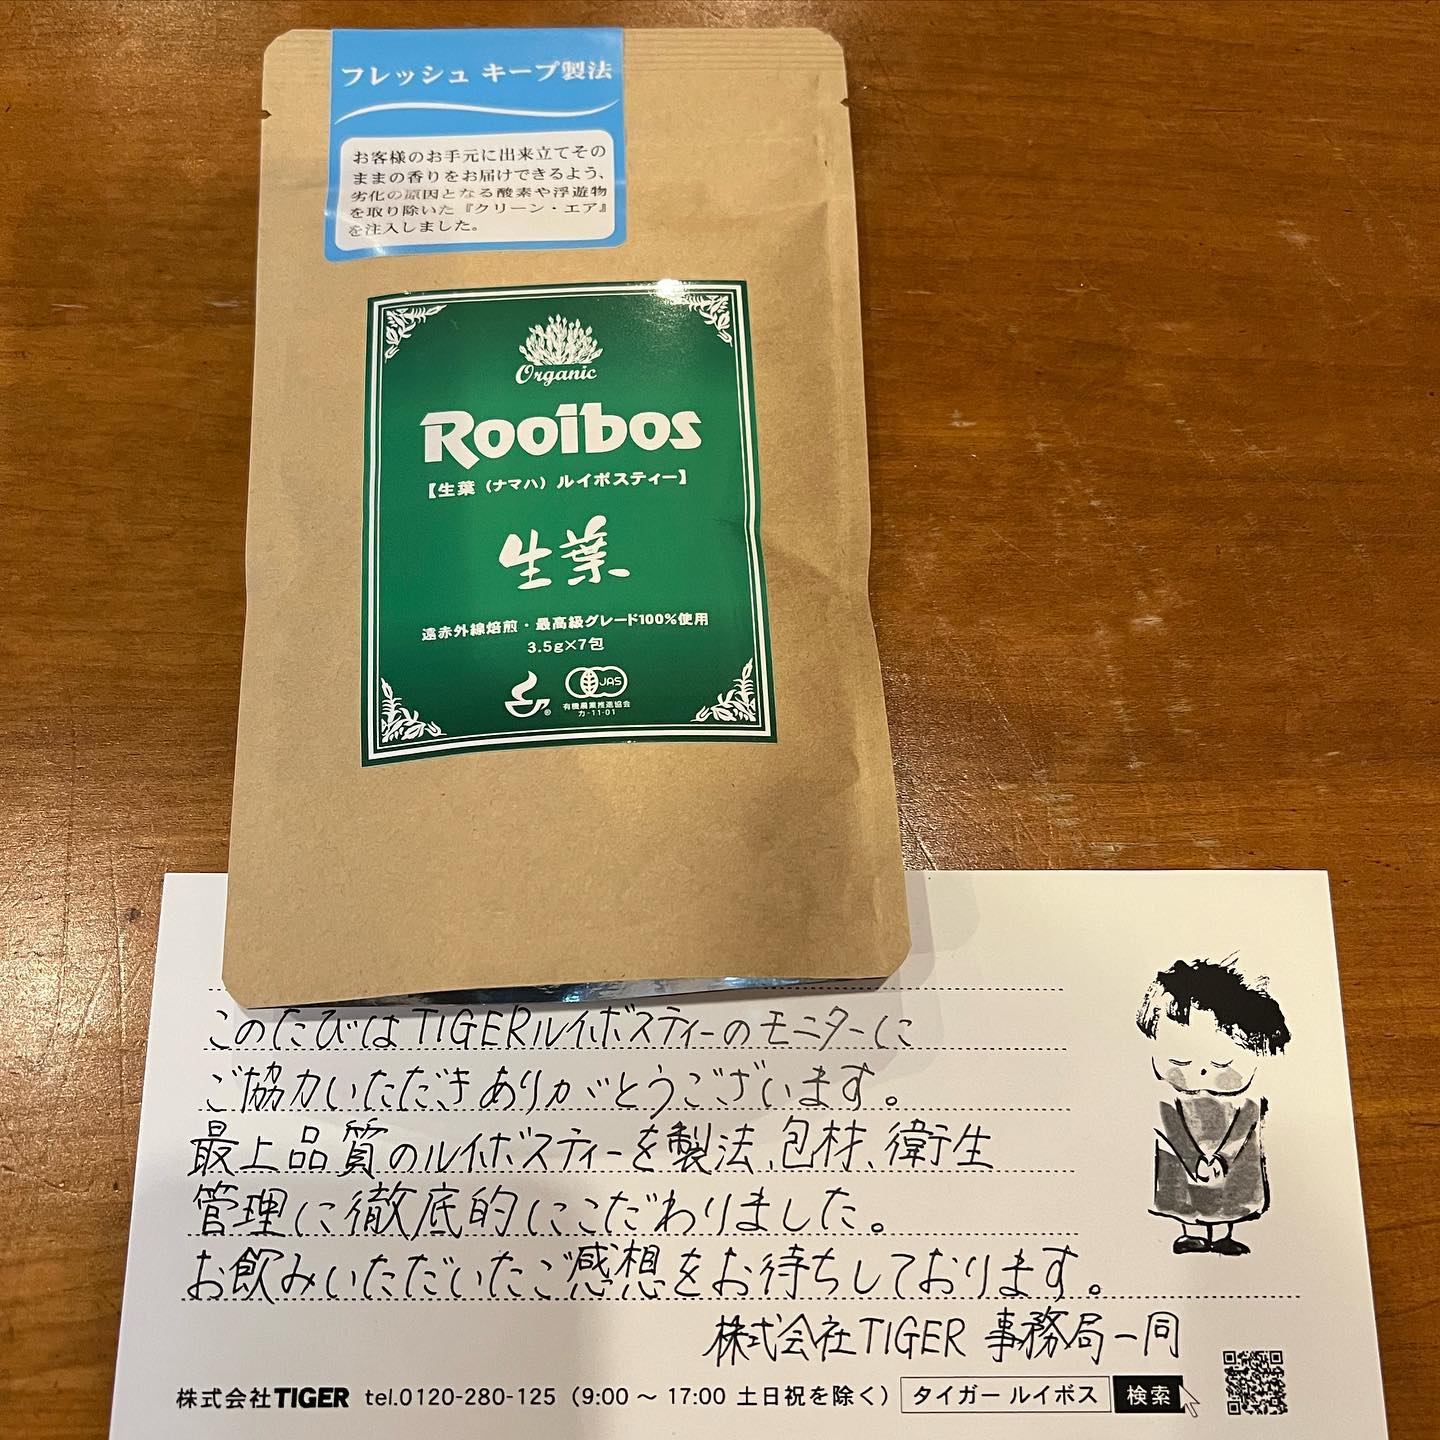 フレッシュ キープ製法
お客様のお手元に出来立てその
ままの香りをお届けできるよう、
劣化の原因となる酸素や浮遊物
を取り除いた『クリーン・エア』
を注入しました。
Organic
Rooibos
【生葉（ナマハ）ルイボスティー】
生葉
遠赤外線焙煎・最高級グレード100%使用
3.5g×7包
JAS
有機農業推進協会
カ-11-01
このたびはTIGERルイボスティーのモニターに
ご協力いただきありがとうございます。
最上品質のルイボスティーを製法、包材、衛生
管理に徹底的にこだわりました。
お飲みいただいたご感想をお待ちしております。
株式会社TIGER 事務局一同
株式会社TIGER tel.0120-280-125（9:00 ～ 17:00 土日祝を除く） タイガー ルイボス 検索